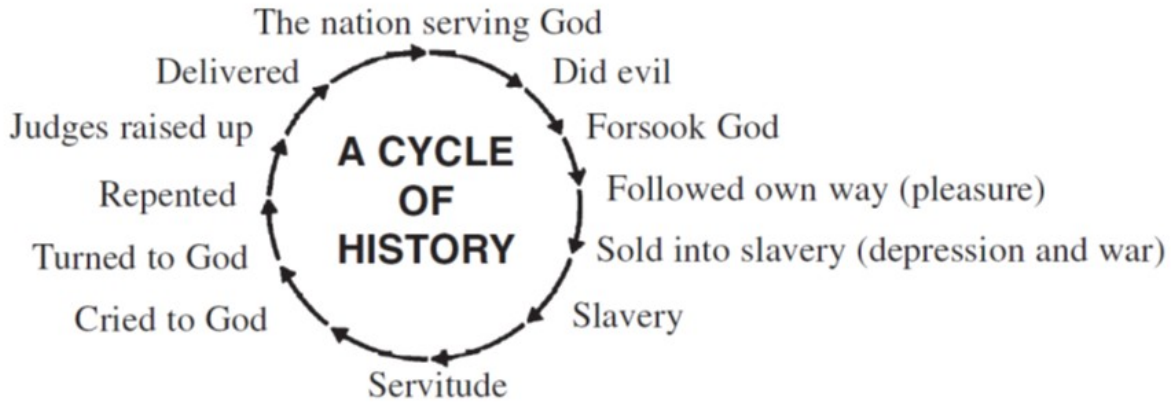 The nation serving God
Did evil
Forsook God
Followed own way (pleasure)
Sold into slavery (depression and war)
Slavery
Servitude
Cried to God
Turned to God
Repented
Judges raised up
Delivered
A CYCLE
OF
HISTORY